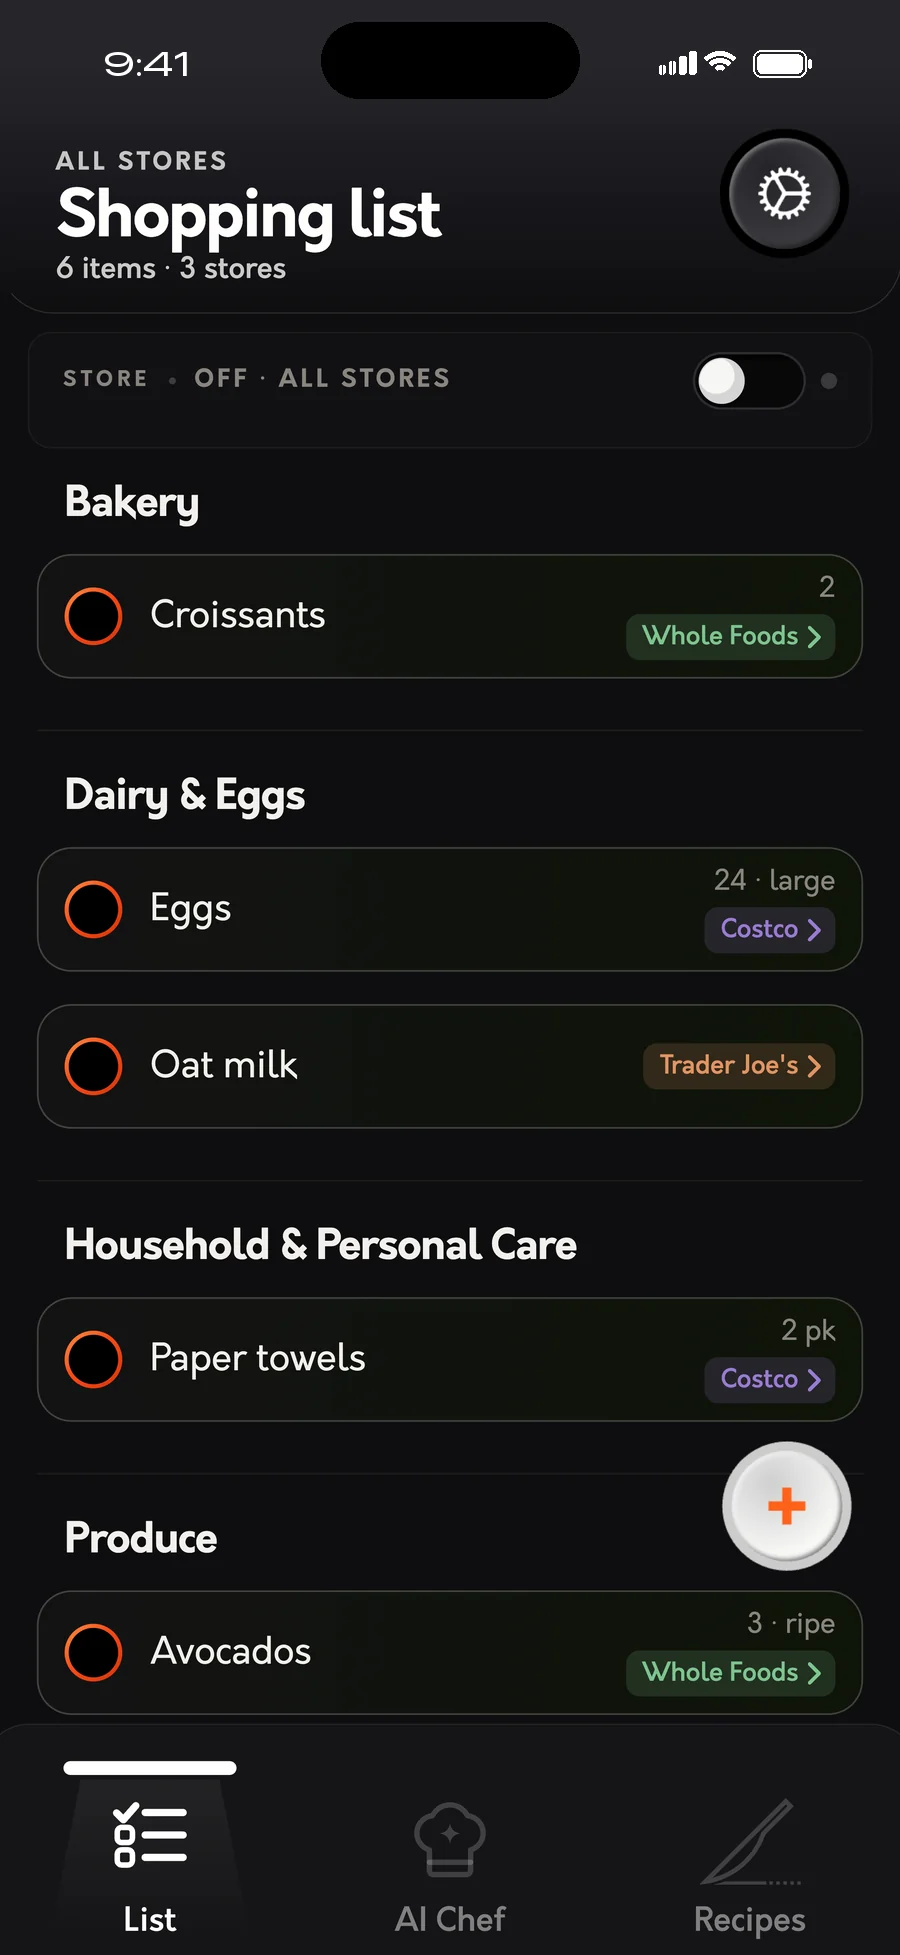 9:41
ALL STORES
Shopping list
6 items · 3 stores
STORE • OFF · ALL STORES
Bakery
Croissants
2
Whole Foods
Dairy & Eggs
Eggs
24 · large
Costco
Oat milk
Trader Joe's
Household & Personal Care
Paper towels
2 pk
Costco
Produce
Avocados
3 · ripe
Whole Foods
List
AI Chef
Recipes